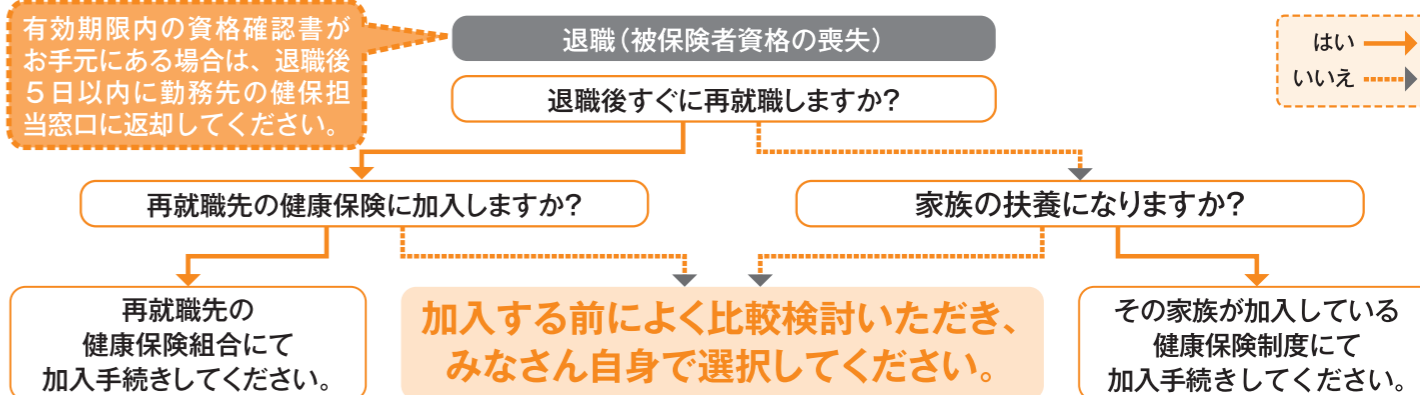 有効期限内の資格確認書が
お手元にある場合は、退職後
５日以内に勤務先の健保担
当窓口に返却してください。
退職（被保険者資格の喪失）
はい
いいえ
退職後すぐに再就職しますか？
再就職先の健康保険に加入しますか？
家族の扶養になりますか？
再就職先の
健康保険組合にて
加入手続きしてください。
加入する前によく比較検討いただき、
みなさん自身で選択してください。
その家族が加入している
健康保険制度にて
加入手続きしてください。